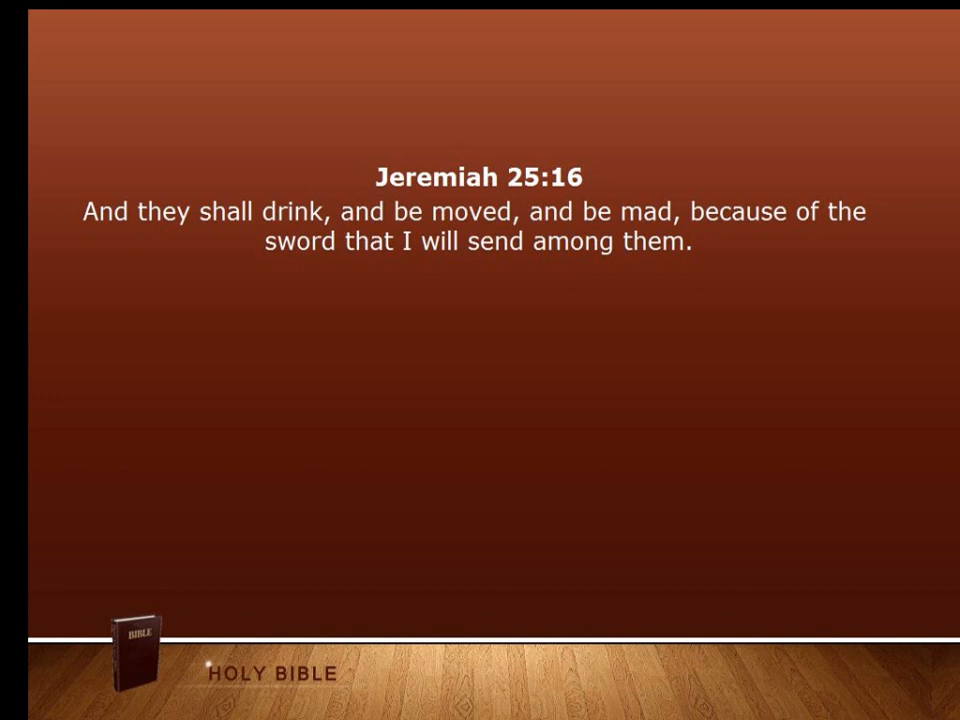 Jeremiah 25:16
And they shall drink, and be moved, and be mad, because of the
sword that I will send among them.
BIBLE
HOLY BIBLE